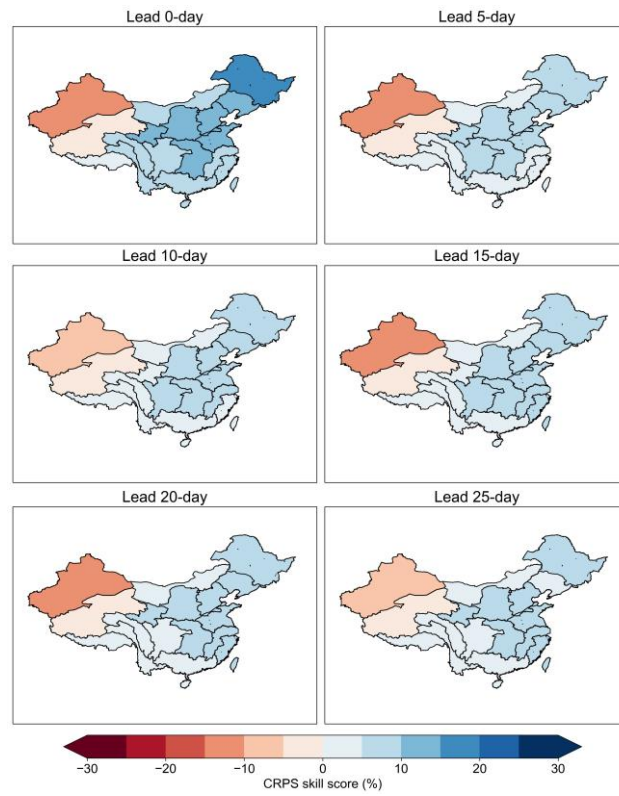 Lead 0-day
Lead 5-day
Lead 10-day
Lead 15-day
Lead 20-day
Lead 25-day
−30 −20 −10 0 10 20 30
CRPS skill score (%)